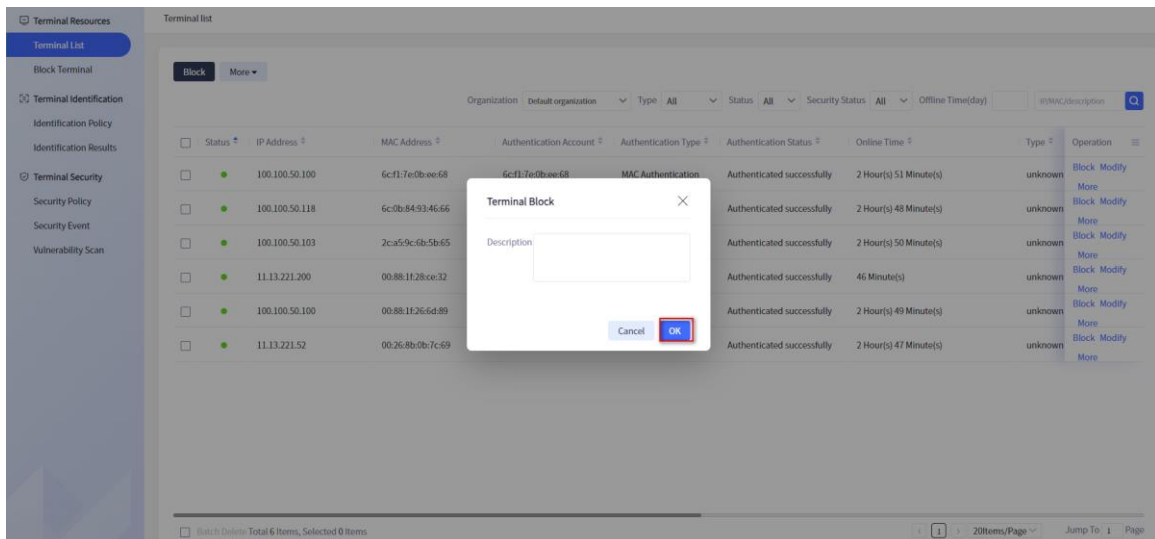 Terminal Resources
Terminal list
Terminal List
Block Terminal
Terminal Identification
Identification Policy
Identification Results
Terminal Security
Security Policy
Security Event
Vulnerability Scan
Block More
Organization Default organization Type All Status All Security Status All Offline Time(day) IP/MAC/description
Status IP Address MAC Address Authentication Account Authentication Type Authentication Status Online Time Type Operation
100.100.50.100 6c:f1:7e:0b:ee:68 6c:f1:7e:0b:ee:68 MAC Authentication Authenticated successfully 2 Hour(s) 51 Minute(s) unknown Block Modify
More
100.100.50.118 6c:0b:84:93:46:66 Authenticated successfully 2 Hour(s) 48 Minute(s) unknown Block Modify
More
100.100.50.103 2c:a5:9c:6b:5b:65 Authenticated successfully 2 Hour(s) 50 Minute(s) unknown Block Modify
More
11.13.221.200 00:88:1f:28:ce:32 Authenticated successfully 46 Minute(s) unknown Block Modify
More
100.100.50.100 00:88:1f:26:6d:89 Authenticated successfully 2 Hour(s) 49 Minute(s) unknown Block Modify
More
11.13.221.52 00:26:8b:0b:7c:69 Authenticated successfully 2 Hour(s) 47 Minute(s) unknown Block Modify
More
Terminal Block
Description
Cancel OK
Batch Delete Total 6 Items, Selected 0 Items 1 20Items/Page Jump To 1 Page